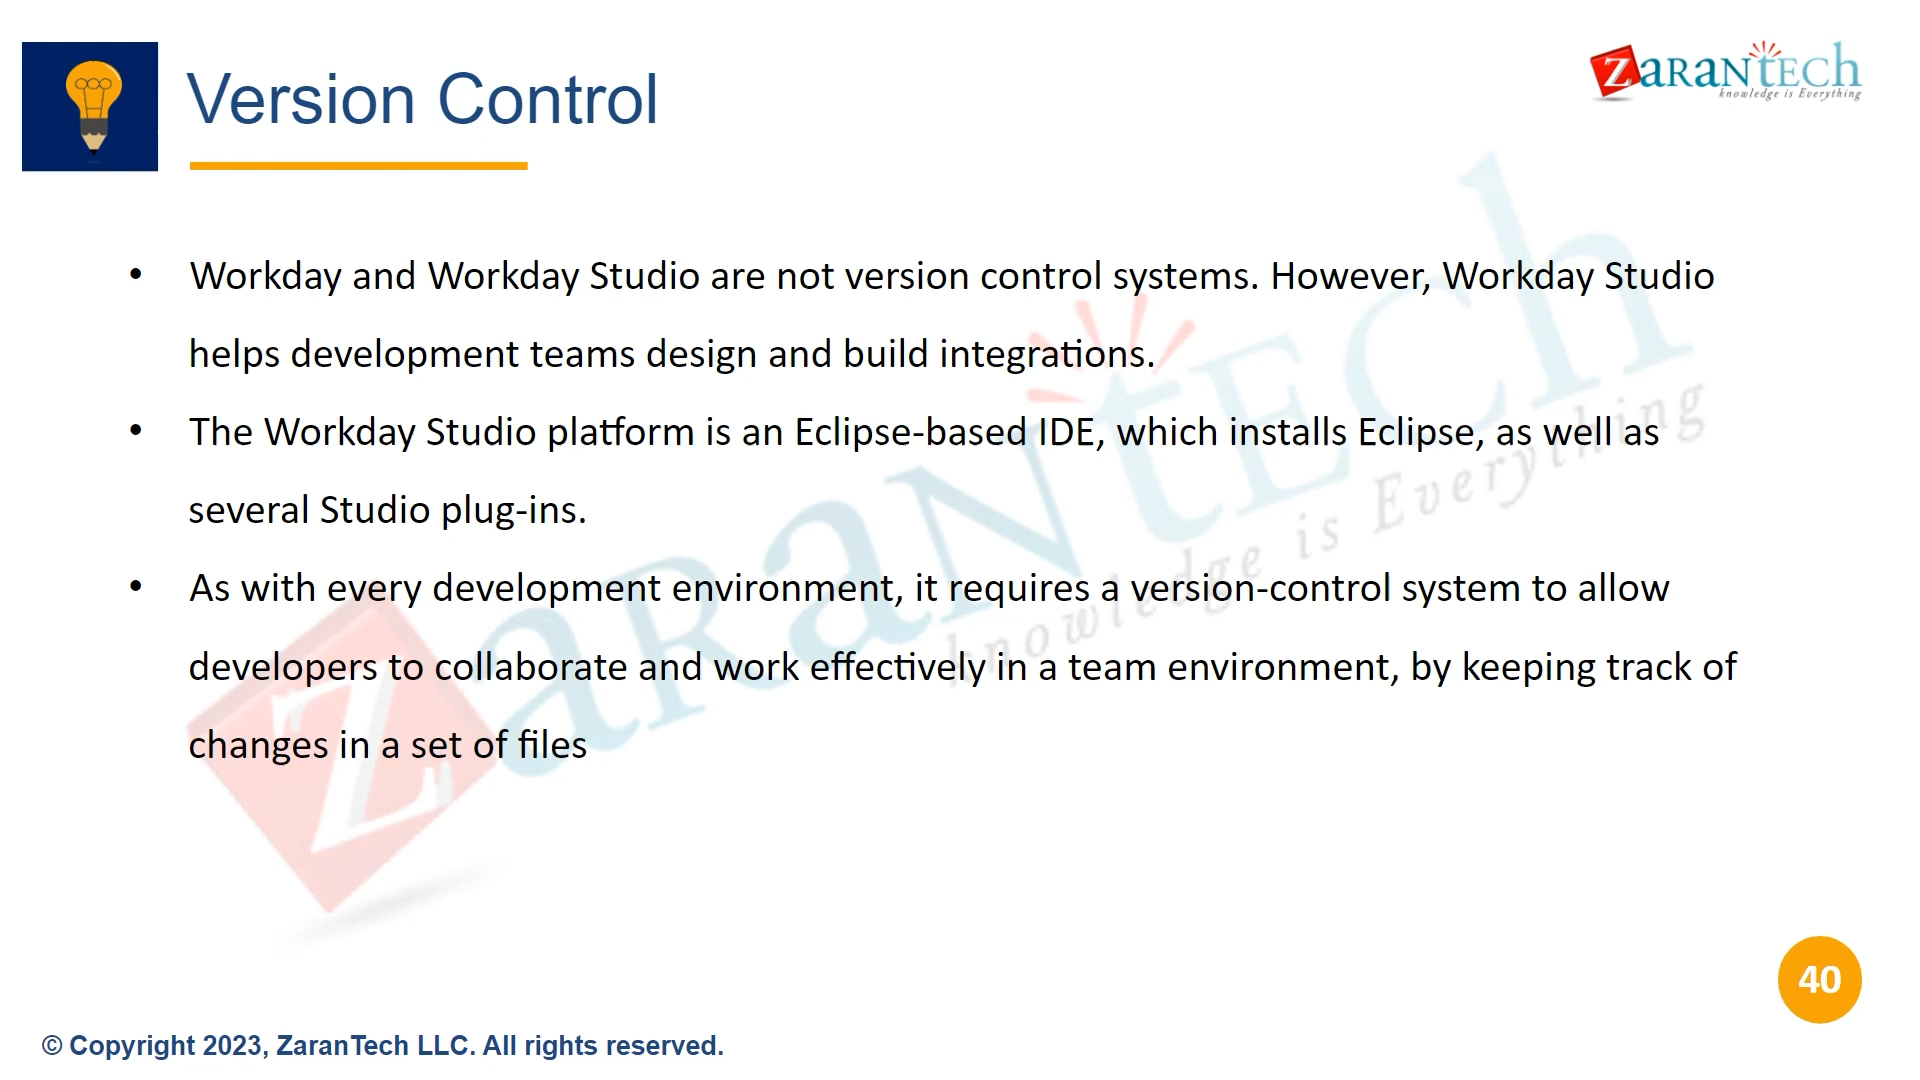 Version Control
ZaranTech
knowledge is Everything
• Workday and Workday Studio are not version control systems. However, Workday Studio
helps development teams design and build integrations.
• The Workday Studio platform is an Eclipse-based IDE, which installs Eclipse, as well as
several Studio plug-ins.
• As with every development environment, it requires a version-control system to allow
developers to collaborate and work effectively in a team environment, by keeping track of
changes in a set of files
ZaranTech
knowledge is Everything
40
© Copyright 2023, ZaranTech LLC. All rights reserved.